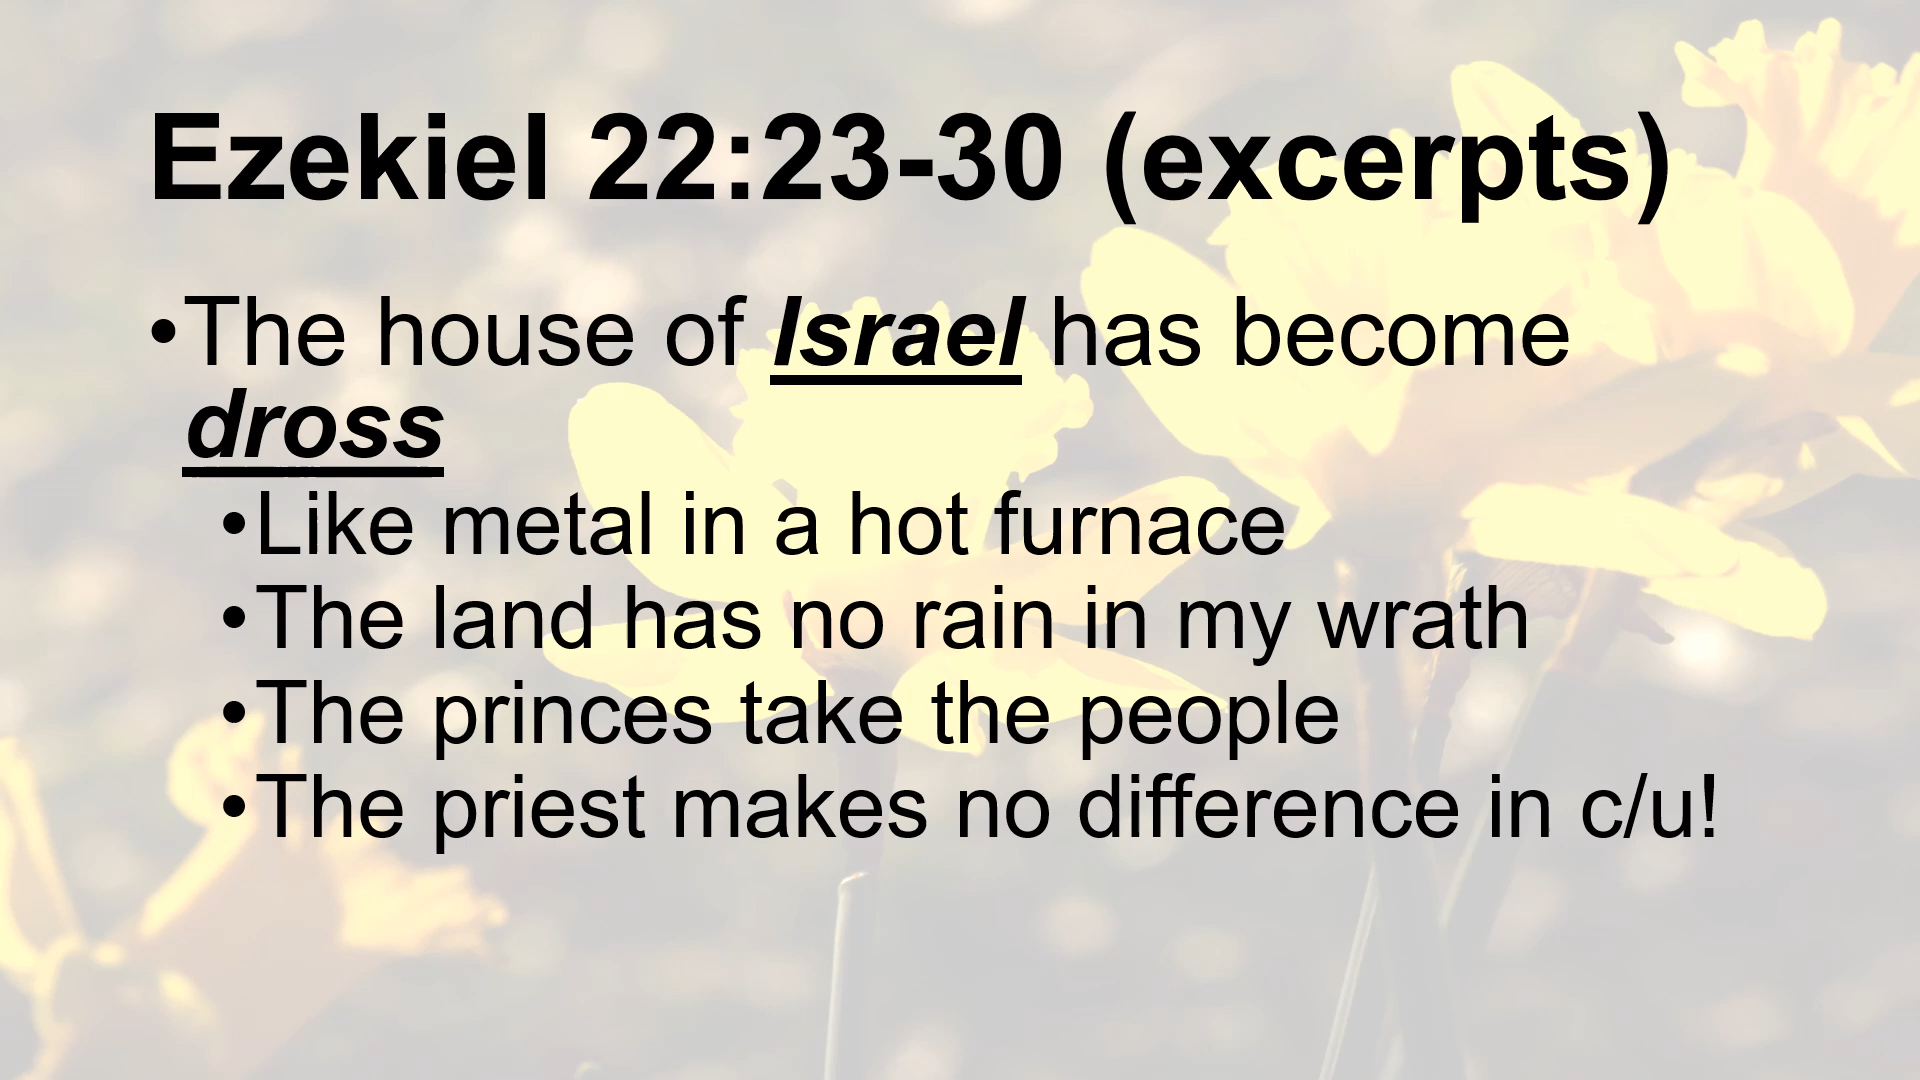 Ezekiel 22:23-30 (excerpts)
•The house of Israel has become
dross
•Like metal in a hot furnace
•The land has no rain in my wrath
•The princes take the people
•The priest makes no difference in c/u!